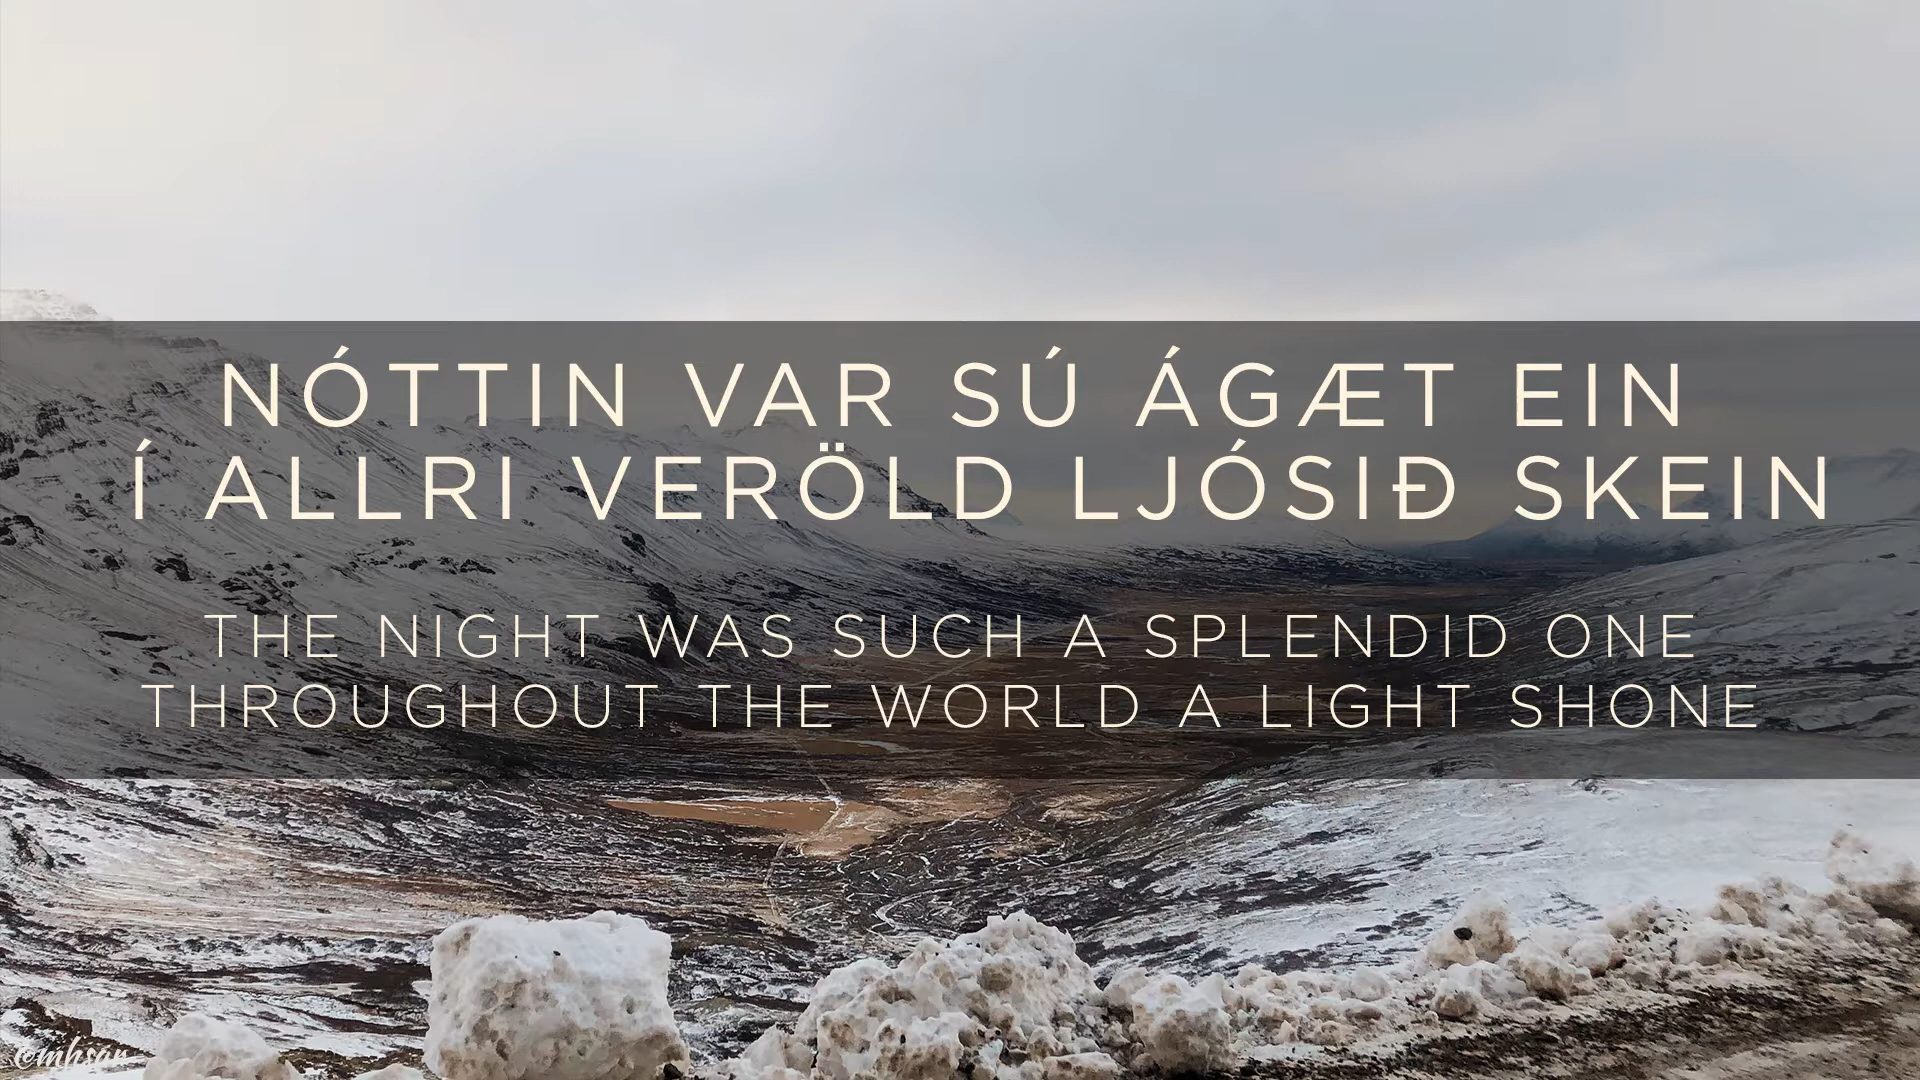 NÓTTIN VAR SÚ ÁGÆT EIN
Í ALLRI VERÖLD LJÓSIÐ SKEIN
THE NIGHT WAS SUCH A SPLENDID ONE
THROUGHOUT THE WORLD A LIGHT SHONE
@mhsan